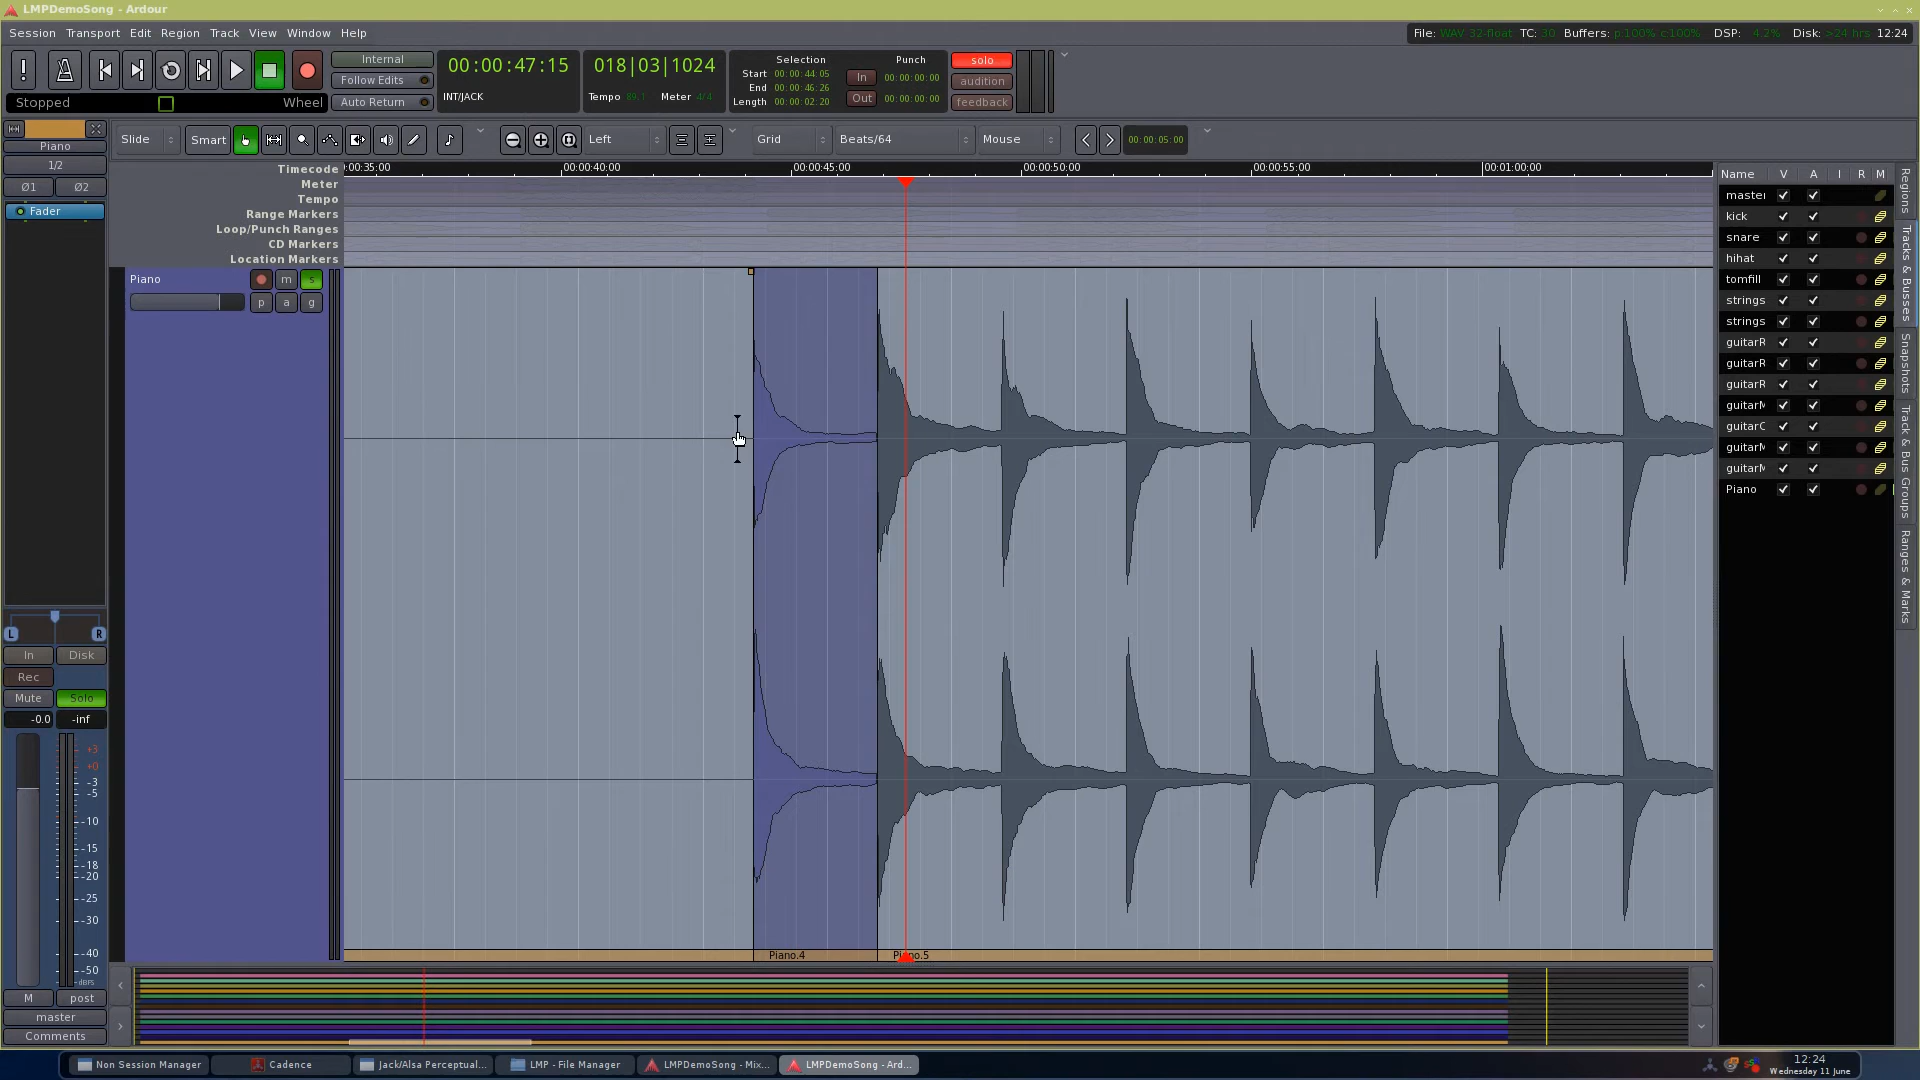 LMPDemoSong - Ardour
Session Transport Edit Region Track View Window Help
File: WAV 32-float TC: 30 Buffers: p:100% c:100% DSP: 4.2% Disk: >24 hrs 12:24
Internal
Follow Edits
Auto Return
Stopped Wheel
00:00:47:15
INT/JACK
018|03|1024
Tempo 89.1 Meter 4/4
Selection
Start 00:00:44:05
End 00:00:46:26
Length 00:00:02:20
Punch
In 00:00:00:00
Out 00:00:00:00
solo
audition
feedback
Piano
1/2
Ø1 Ø2
Fader
Slide Smart Left Grid Beats/64 Mouse 00:00:05:00
Timecode
Meter
Tempo
Range Markers
Loop/Punch Ranges
CD Markers
Location Markers
:00:35:00 00:00:40:00 00:00:45:00 00:00:50:00 00:00:55:00 00:01:00:00
Piano m s
p a g
Piano.4
L R
In Disk
Rec
Mute Solo
-0.0 -inf
+3
+0
-3
-5
-10
-15
-18
-20
-25
-30
-40
-50
dBFS
M post
master
Comments
Name V A I R M
master
kick
snare
hihat
tomfill
strings
strings
guitarR
guitarR
guitarR
guitarM
guitarC
guitarM
guitarM
Piano
Regions
Tracks & Busses
Snapshots
Track & Bus Groups
Ranges & Marks
Non Session Manager
Cadence
Jack/Alsa Perceptual...
LMP - File Manager
LMPDemoSong - Mix...
LMPDemoSong - Ard...
12:24
Wednesday 11 June